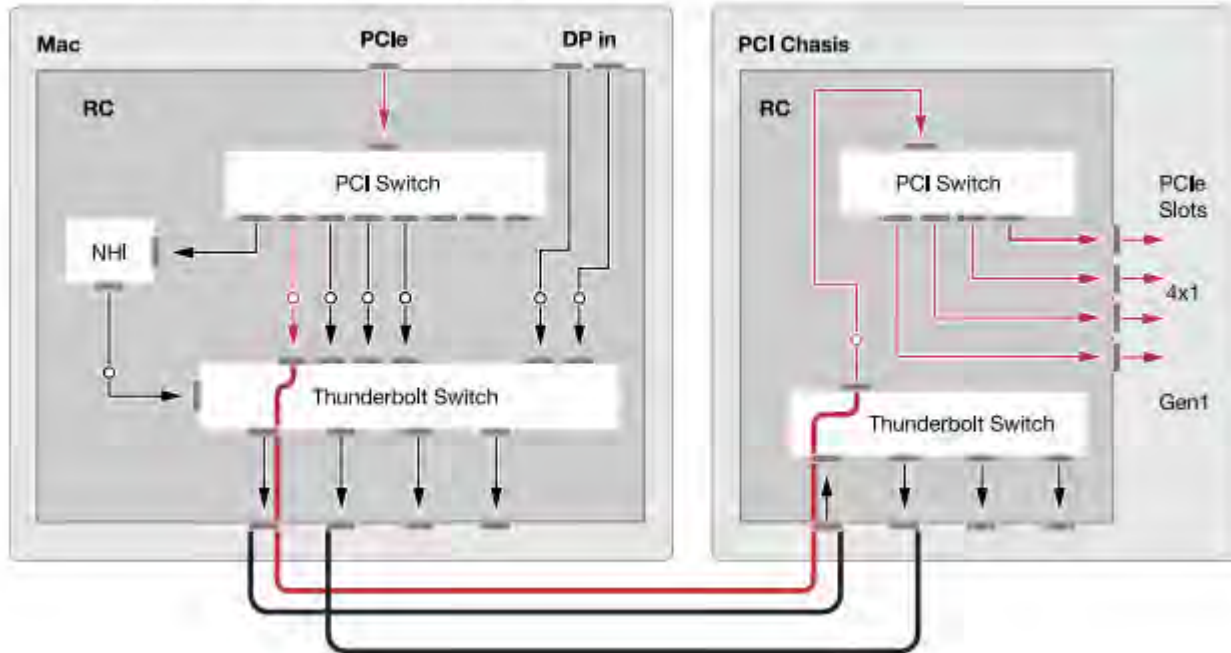 Mac
PCIe
DP in
RC
PCI Switch
NHI
Thunderbolt Switch
PCI Chasis
RC
PCI Switch
PCIe
Slots
4x1
Gen1
Thunderbolt Switch